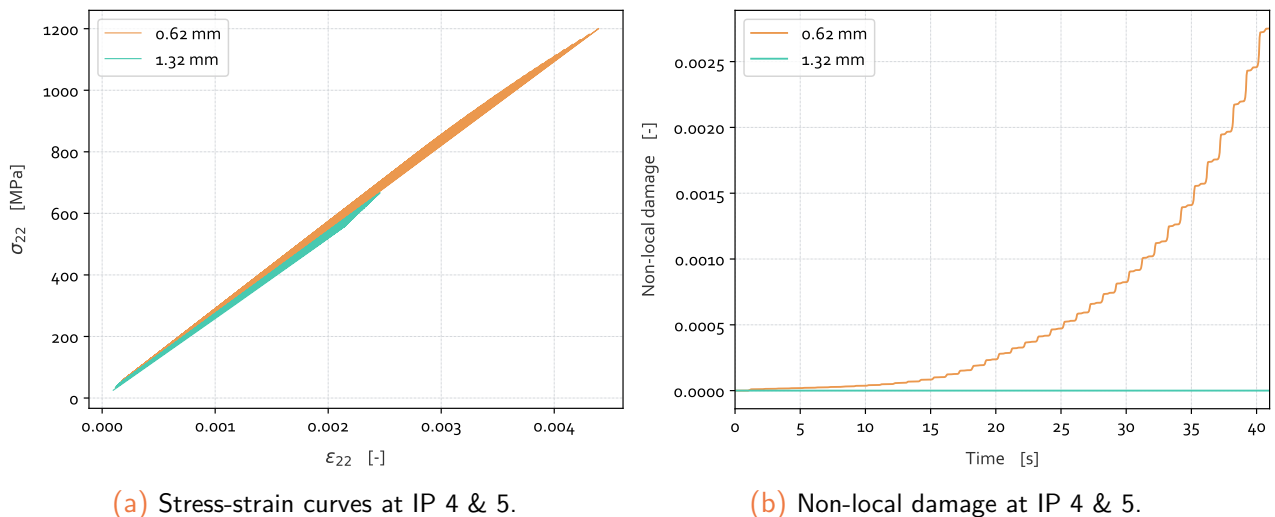 0.62 mm
1.32 mm
1200
1000
800
600
400
200
0
σ22 [MPa]
0.000 0.001 0.002 0.003 0.004
ε22 [-]
(a) Stress-strain curves at IP 4 & 5.
0.62 mm
1.32 mm
0.0025
0.0020
0.0015
0.0010
0.0005
0.0000
Non-local damage [-]
0 5 10 15 20 25 30 35 40
Time [s]
(b) Non-local damage at IP 4 & 5.